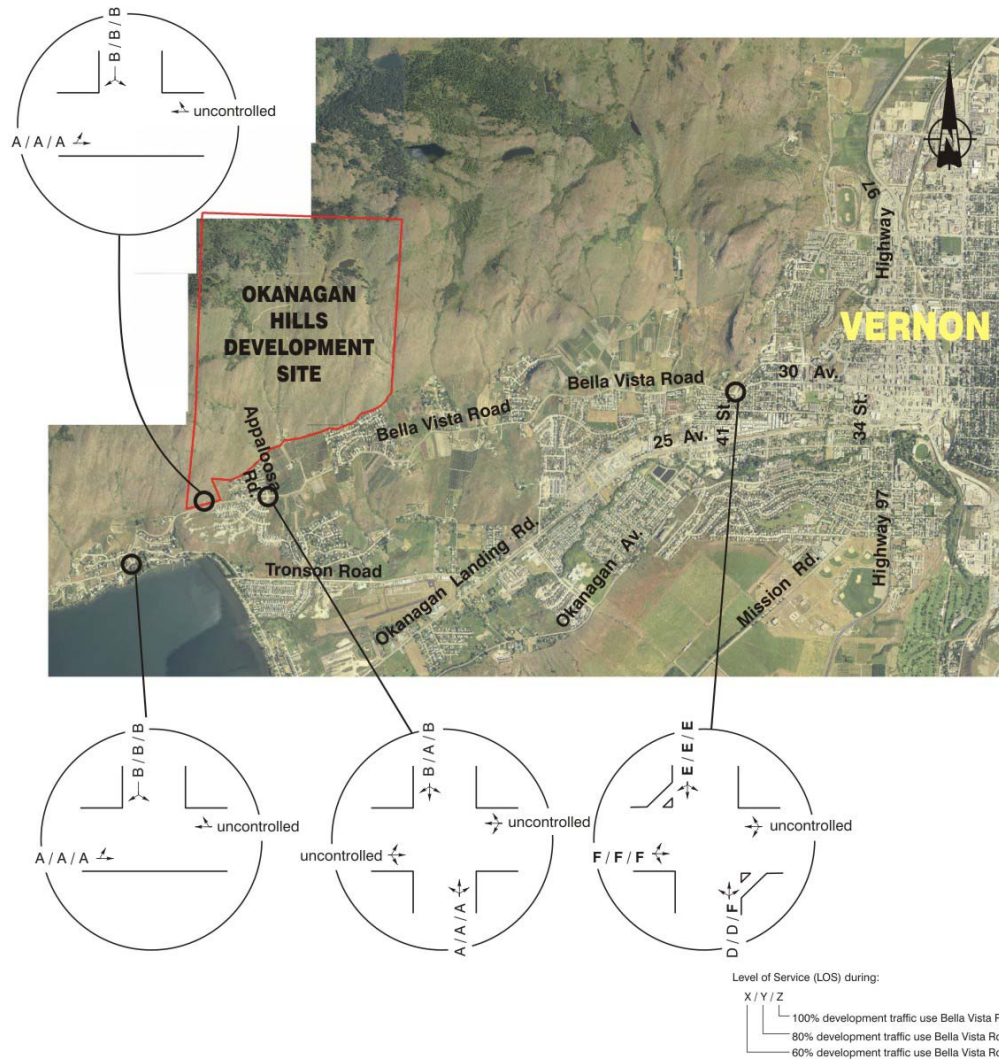 B / B / B
uncontrolled
A / A / A
N
97
Highway
OKANAGAN
HILLS
DEVELOPMENT
SITE
VERNON
30 Av.
Bella Vista Road
Bella Vista Road
41 St.
34 St.
25 Av.
Appaloosa
Rd.
Okanagan Landing Rd.
Okanagan Av.
Tronson Road
Mission Rd.
Highway 97
B / B / B
uncontrolled
A / A / A
B / A / B
uncontrolled
uncontrolled
A / A / A
E / E / E
uncontrolled
F / F / F
D / D / F
Level of Service (LOS) during:
X / Y / Z
100% development traffic use Bella Vista
80% development traffic use Bella Vista
60% development traffic use Bella Vista